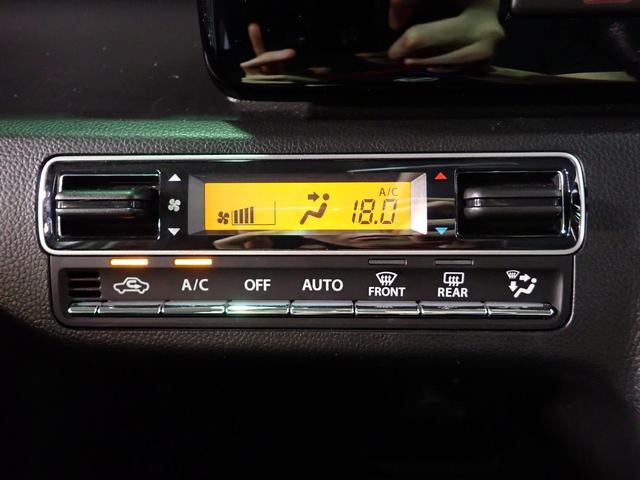 A/C
18.0
A/C
OFF
AUTO
FRONT
REAR